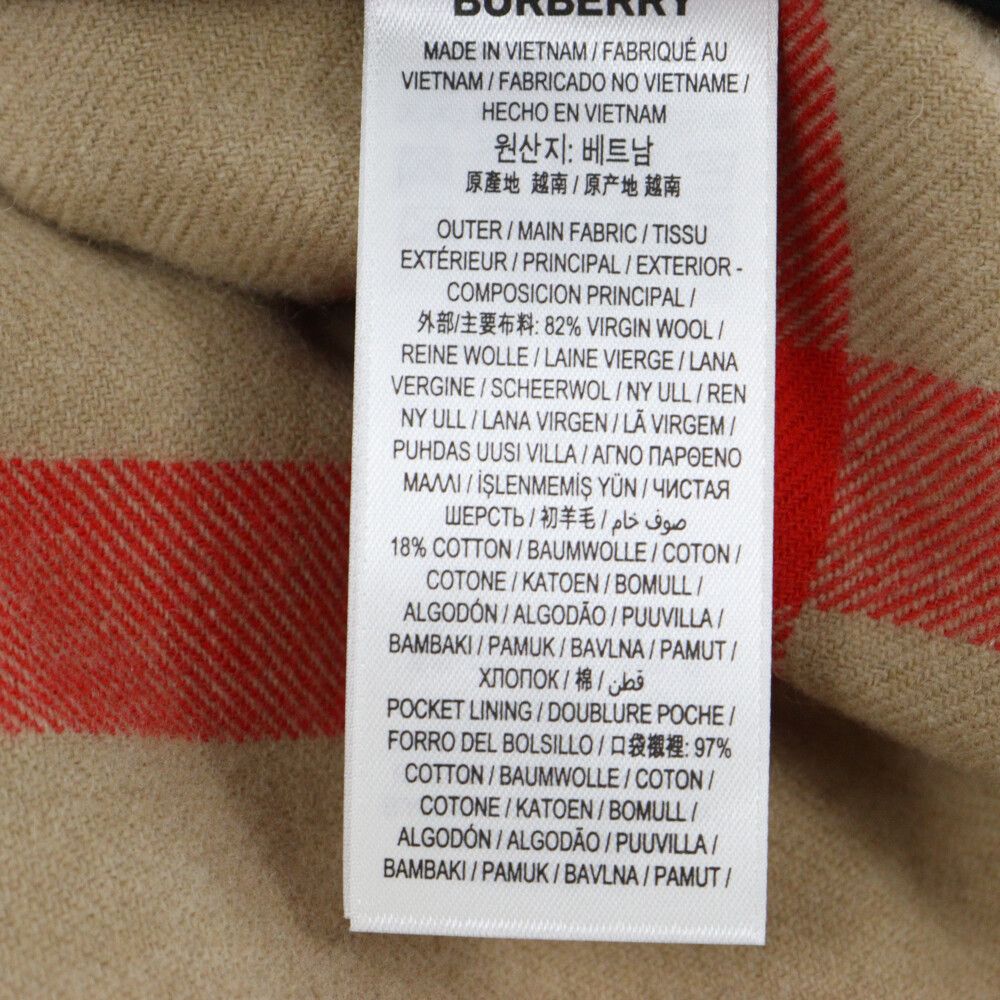 BURBERRY
MADE IN VIETNAM / FABRIQUÉ AU
VIETNAM / FABRICADO NO VIETNAME /
HECHO EN VIETNAM
원산지: 베트남
原產地 越南 / 原产地 越南
OUTER / MAIN FABRIC / TISSU
EXTÉRIEUR / PRINCIPAL / EXTERIOR -
COMPOSICION PRINCIPAL /
外部/主要布料: 82% VIRGIN WOOL /
REINE WOLLE / LAINE VIERGE / LANA
VERGINE / SCHEERWOL / NY ULL / REN
NY ULL / LANA VIRGEN / LÃ VIRGEM /
PUHDAS UUSI VILLA / ΑΓΝΟ ΠΑΡΘΕΝΟ
ΜΑΛΛΙ / İŞLENMEMİŞ YÜN / ЧИСТАЯ
ШЕРСТЬ / 初羊毛 / صوف خام /
18% COTTON / BAUMWOLLE / COTON /
COTONE / KATOEN / BOMULL /
ALGODÓN / ALGODÃO / PUUVILLA /
BAMBAKI / PAMUK / BAVLNA / PAMUT /
ХЛОПОК / 棉 / قطن
POCKET LINING / DOUBLURE POCHE /
FORRO DEL BOLSILLO / 口袋襯裡: 97%
COTTON / BAUMWOLLE / COTON /
COTONE / KATOEN / BOMULL /
ALGODÓN / ALGODÃO / PUUVILLA /
BAMBAKI / PAMUK / BAVLNA / PAMUT /